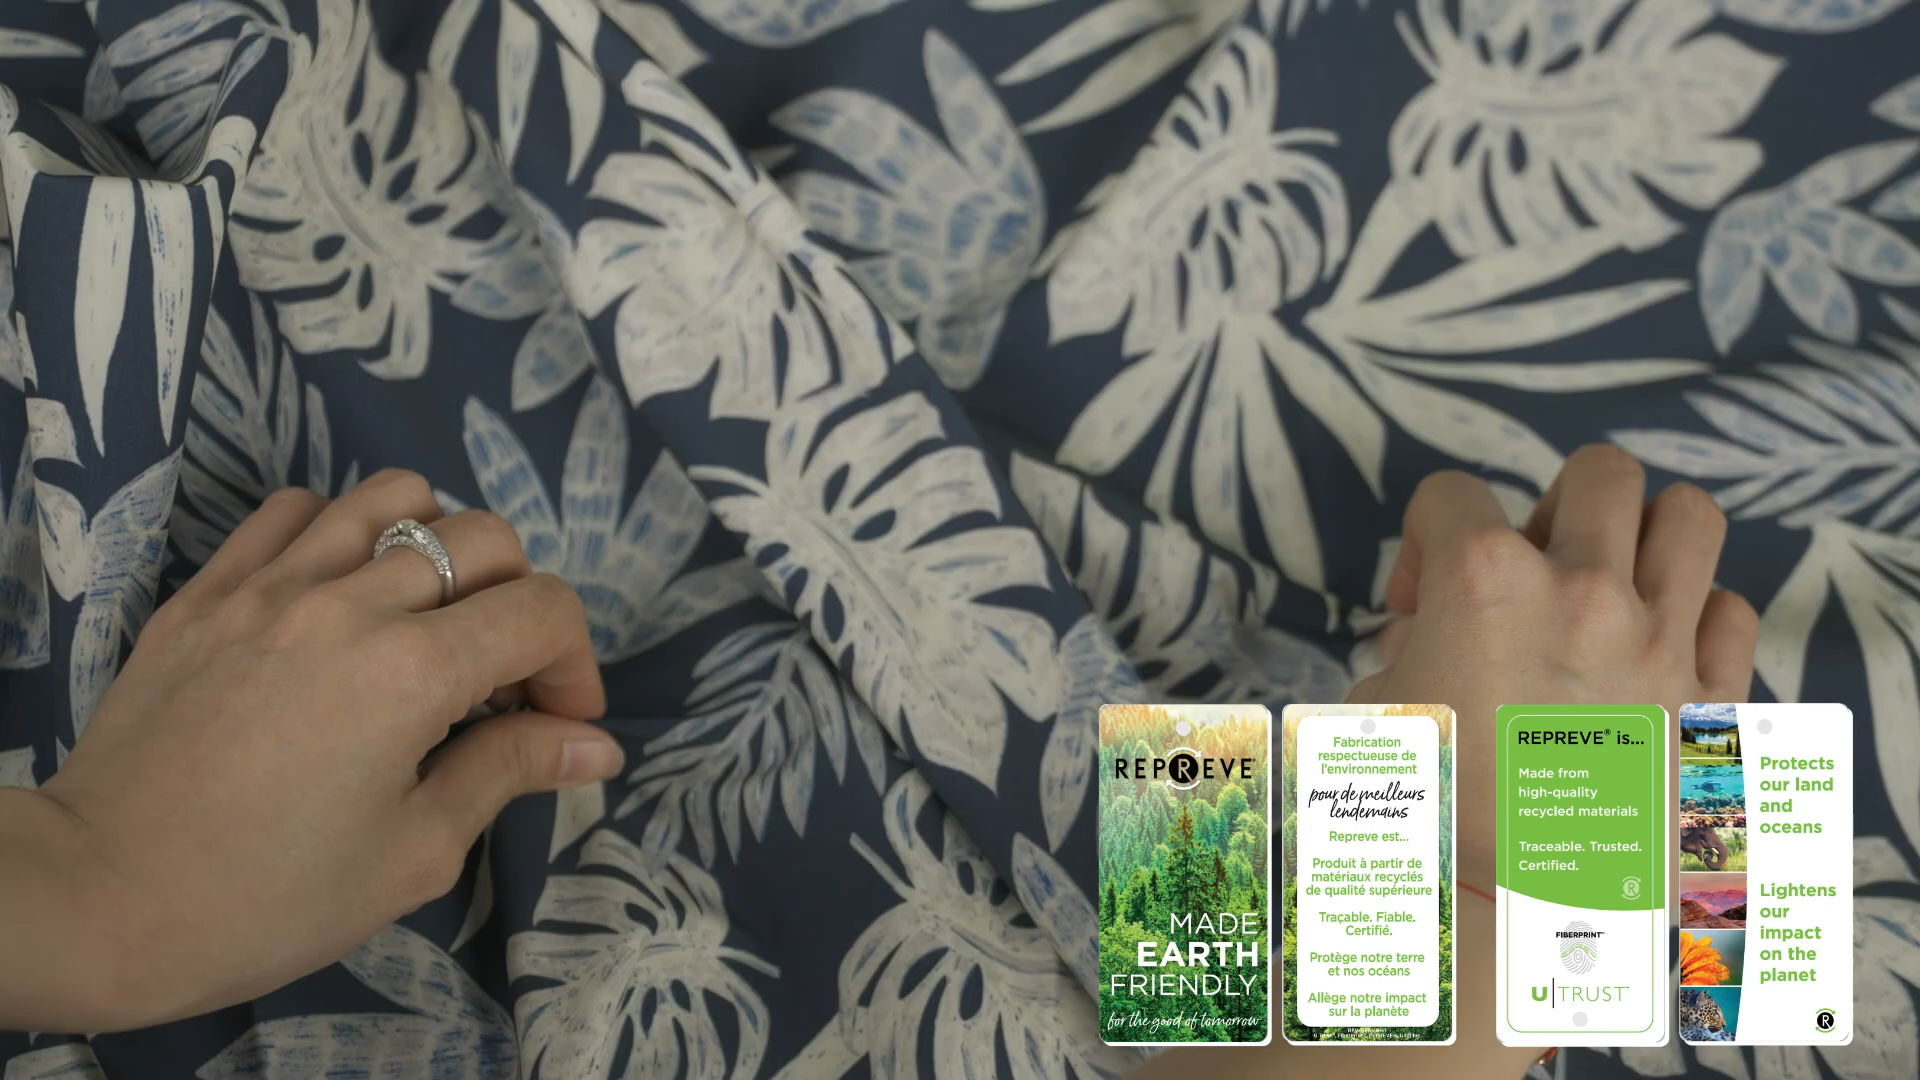 REPREVE
MADE
EARTH
FRIENDLY
for the good of tomorrow
Fabrication
respectueuse de
l'environnement
pour de meilleurs
lendemains
Repreve est...
Produit à partir de
matériaux recyclés
de qualité supérieure
Traçable. Fiable.
Certifié.
Protège notre terre
et nos océans
Allège notre impact
sur la planète
REPREVE® is...
Made from
high-quality
recycled materials
Traceable. Trusted.
Certified.
R
FIBERPRINT™
U|TRUST
Protects
our land
and
oceans
Lightens
our
impact
on the
planet
R